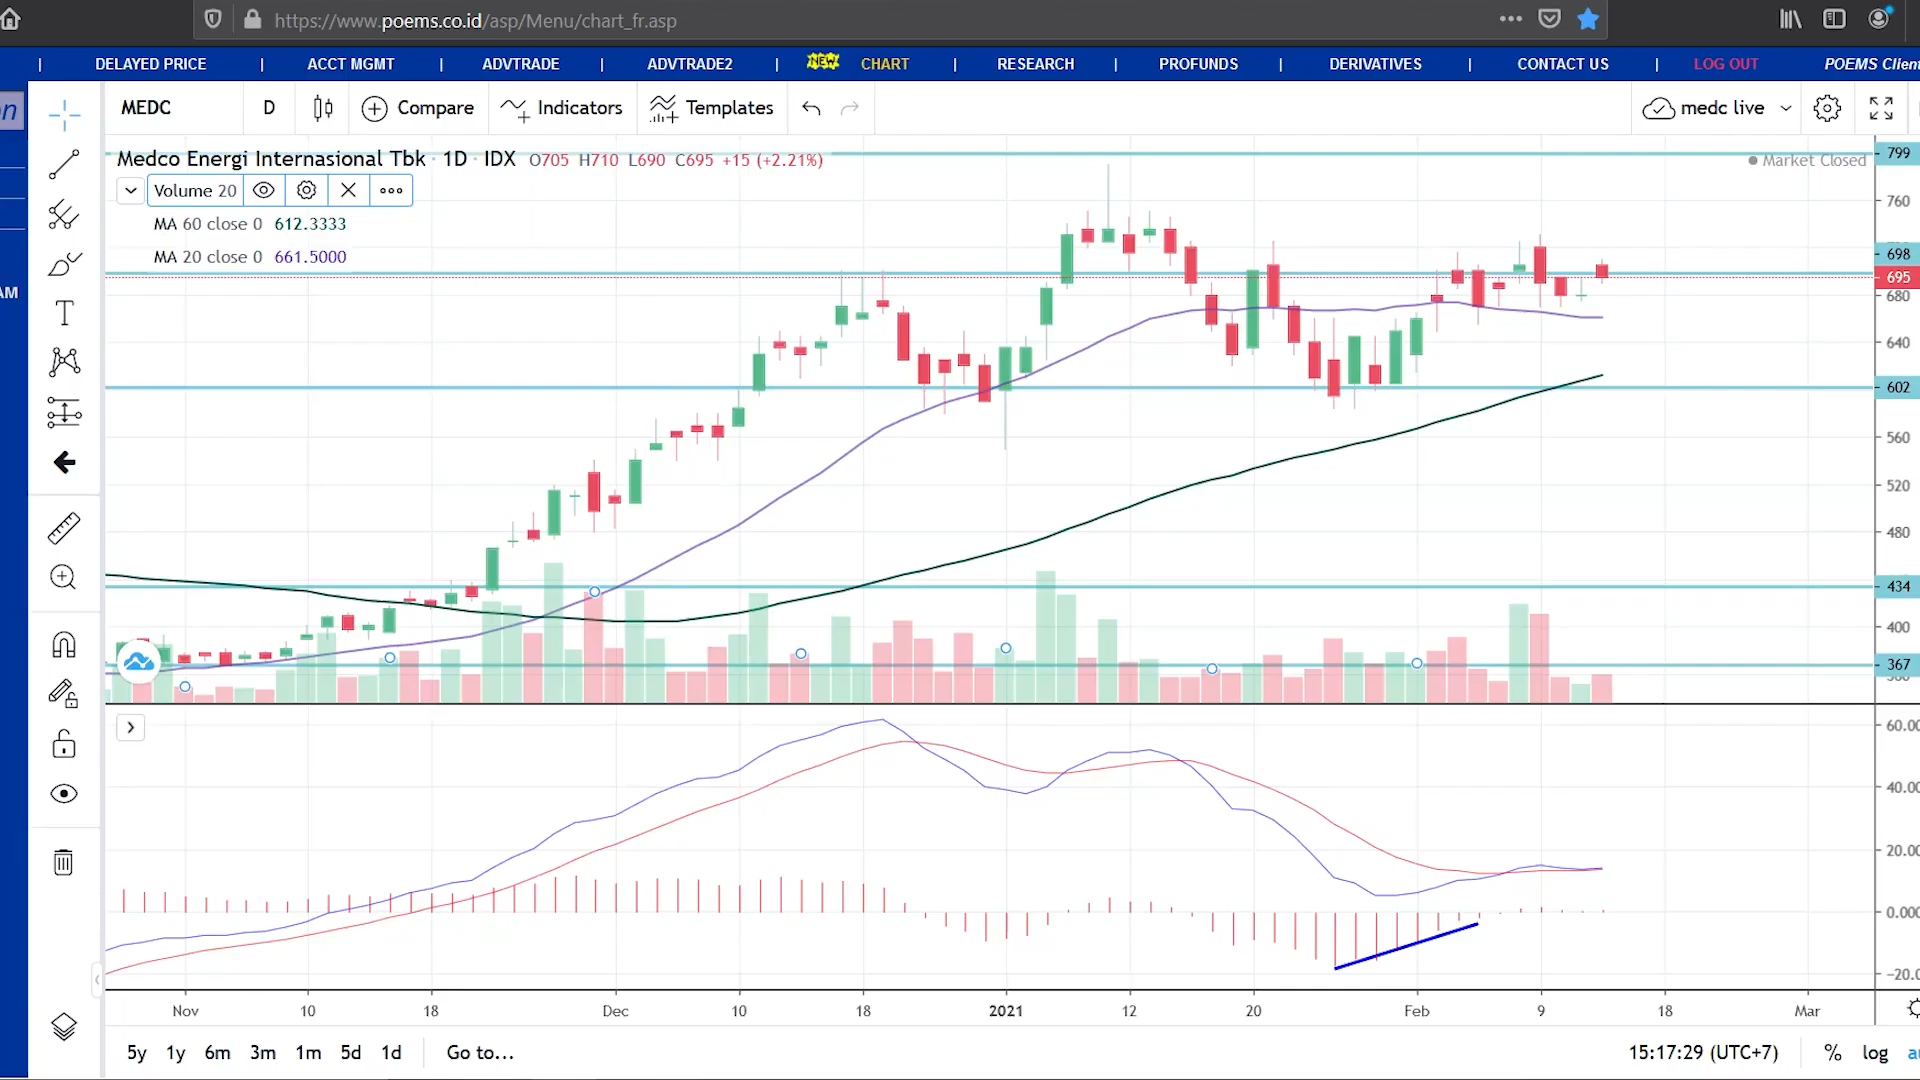 https://www.poems.co.id/asp/Menu/chart_fr.asp
| DELAYED PRICE | ACCT MGMT | ADVTRADE | ADVTRADE2 | NEW CHART | RESEARCH | PROFUNDS | DERIVATIVES | CONTACT US | LOG OUT POEMS Client
on
AM
MEDC D Compare Indicators Templates medc live
Medco Energi Internasional Tbk · 1D · IDX O705 H710 L690 C695 +15 (+2.21%)
Market Closed
Volume 20
MA 60 close 0 612.3333
MA 20 close 0 661.5000
799
760
698
695
680
640
602
560
520
480
434
400
367
60.00
40.00
20.00
0.000
−20.0
Nov 10 18 Dec 10 18 2021 12 20 Feb 9 18 Mar
5y 1y 6m 3m 1m 5d 1d Go to... 15:17:29 (UTC+7) % log au